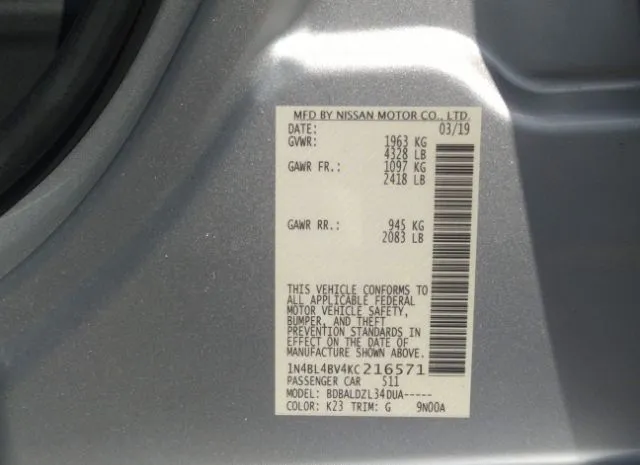 MFD BY NISSAN MOTOR CO., LTD.
DATE: 03/19
GVWR: 1963 KG
4328 LB
GAWR FR.: 1097 KG
2418 LB
GAWR RR.: 945 KG
2083 LB
THIS VEHICLE CONFORMS TO
ALL APPLICABLE FEDERAL
MOTOR VEHICLE SAFETY,
BUMPER, AND THEFT
PREVENTION STANDARDS IN
EFFECT ON THE DATE OF
MANUFACTURE SHOWN ABOVE.
1N4BL4BV4KC216571
PASSENGER CAR S11
MODEL: BDBALDZL34DUA-----
COLOR: K23 TRIM: G 9N00A